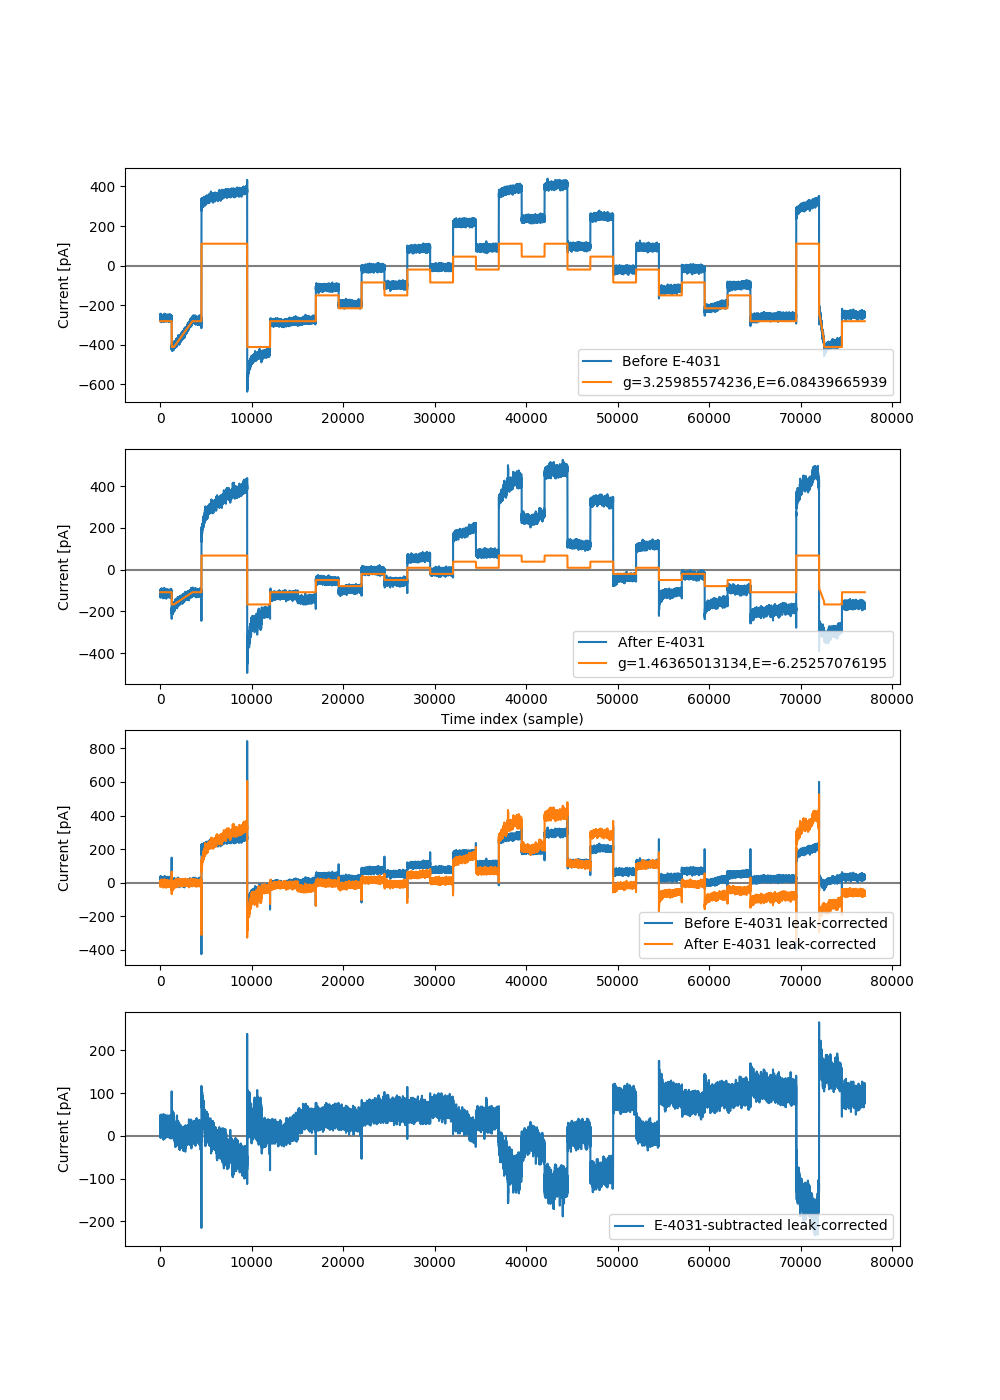 400
200
0
−200
−400
−600
Current [pA]
Before E-4031
g=3.25985574236,E=6.08439665939
0 10000 20000 30000 40000 50000 60000 70000 80000
400
200
0
−200
−400
Current [pA]
After E-4031
g=1.46365013134,E=-6.25257076195
0 10000 20000 30000 40000 50000 60000 70000 80000
Time index (sample)
800
600
400
200
0
−200
−400
Current [pA]
Before E-4031 leak-corrected
After E-4031 leak-corrected
0 10000 20000 30000 40000 50000 60000 70000 80000
200
100
0
−100
−200
Current [pA]
E-4031-subtracted leak-corrected
0 10000 20000 30000 40000 50000 60000 70000 80000